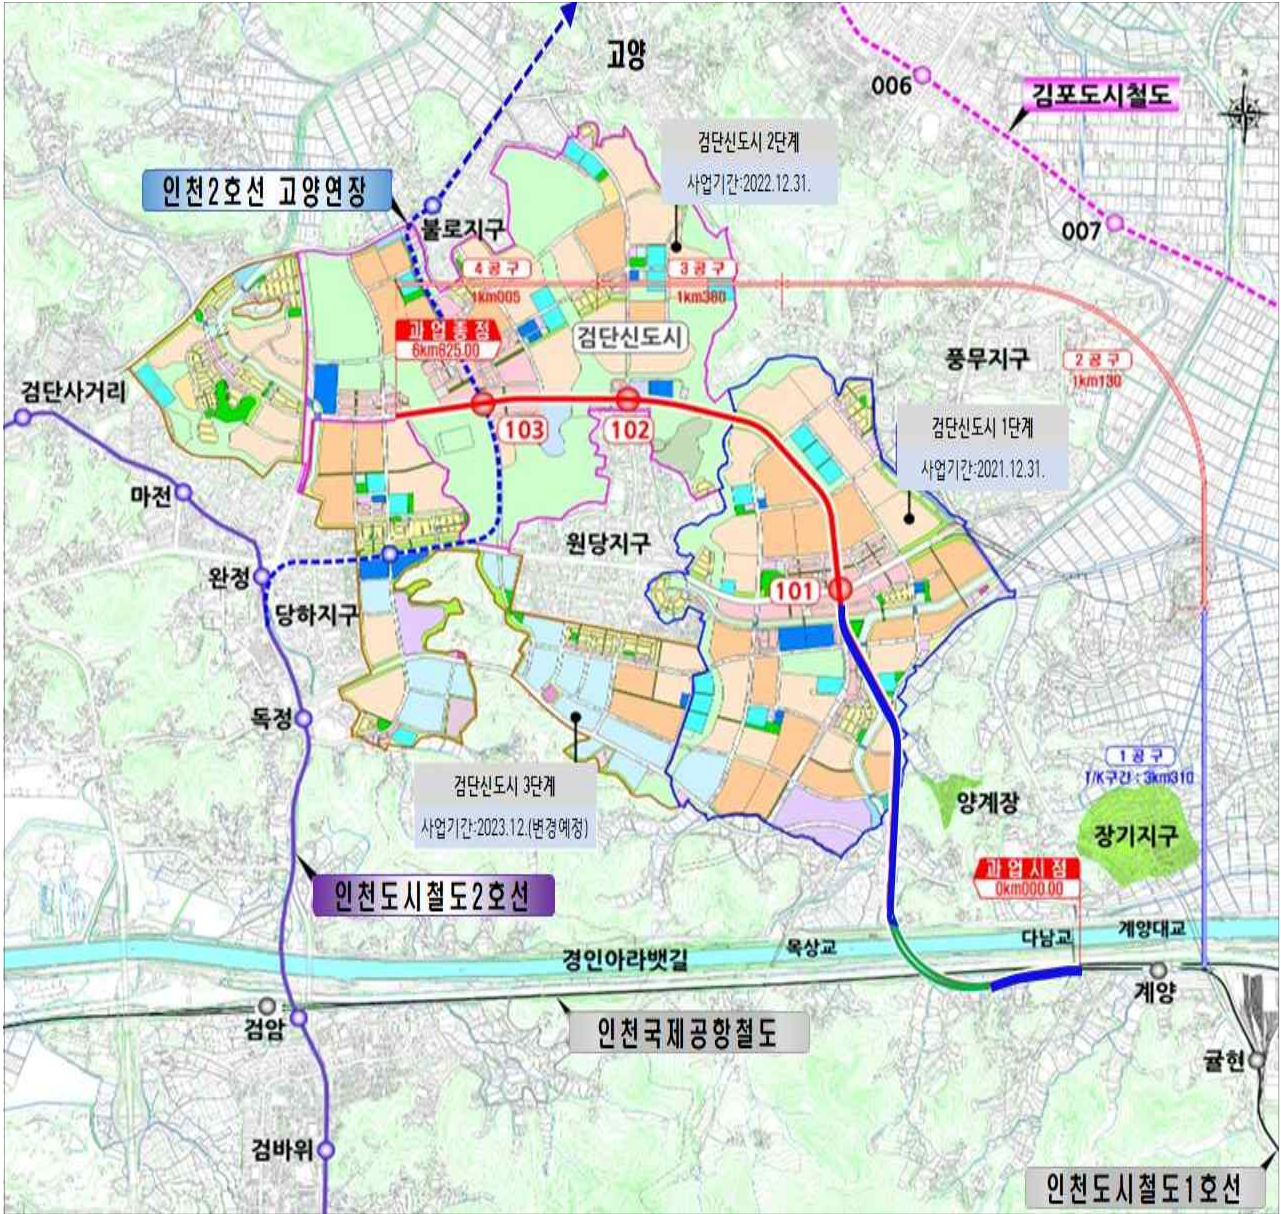 고양
006
김포도시철도
검단신도시 2단계
사업기간:2022.12.31.
인천2호선 고양연장
불로지구
007
4공구
1km005
3공구
1km380
과업종점
6km825.00
검단신도시
풍무지구
2공구
1km130
검단사거리
103
102
검단신도시 1단계
사업기간:2021.12.31.
마전
원당지구
완정
101
당하지구
독정
1공구
T/K구간 : 3km310
검단신도시 3단계
사업기간:2023.12.(변경예정)
양계장
장기지구
과업시점
0km000.00
인천도시철도2호선
계양대교
다남교
목상교
경인아라뱃길
계양
검암
인천국제공항철도
귤현
검바위
인천도시철도1호선